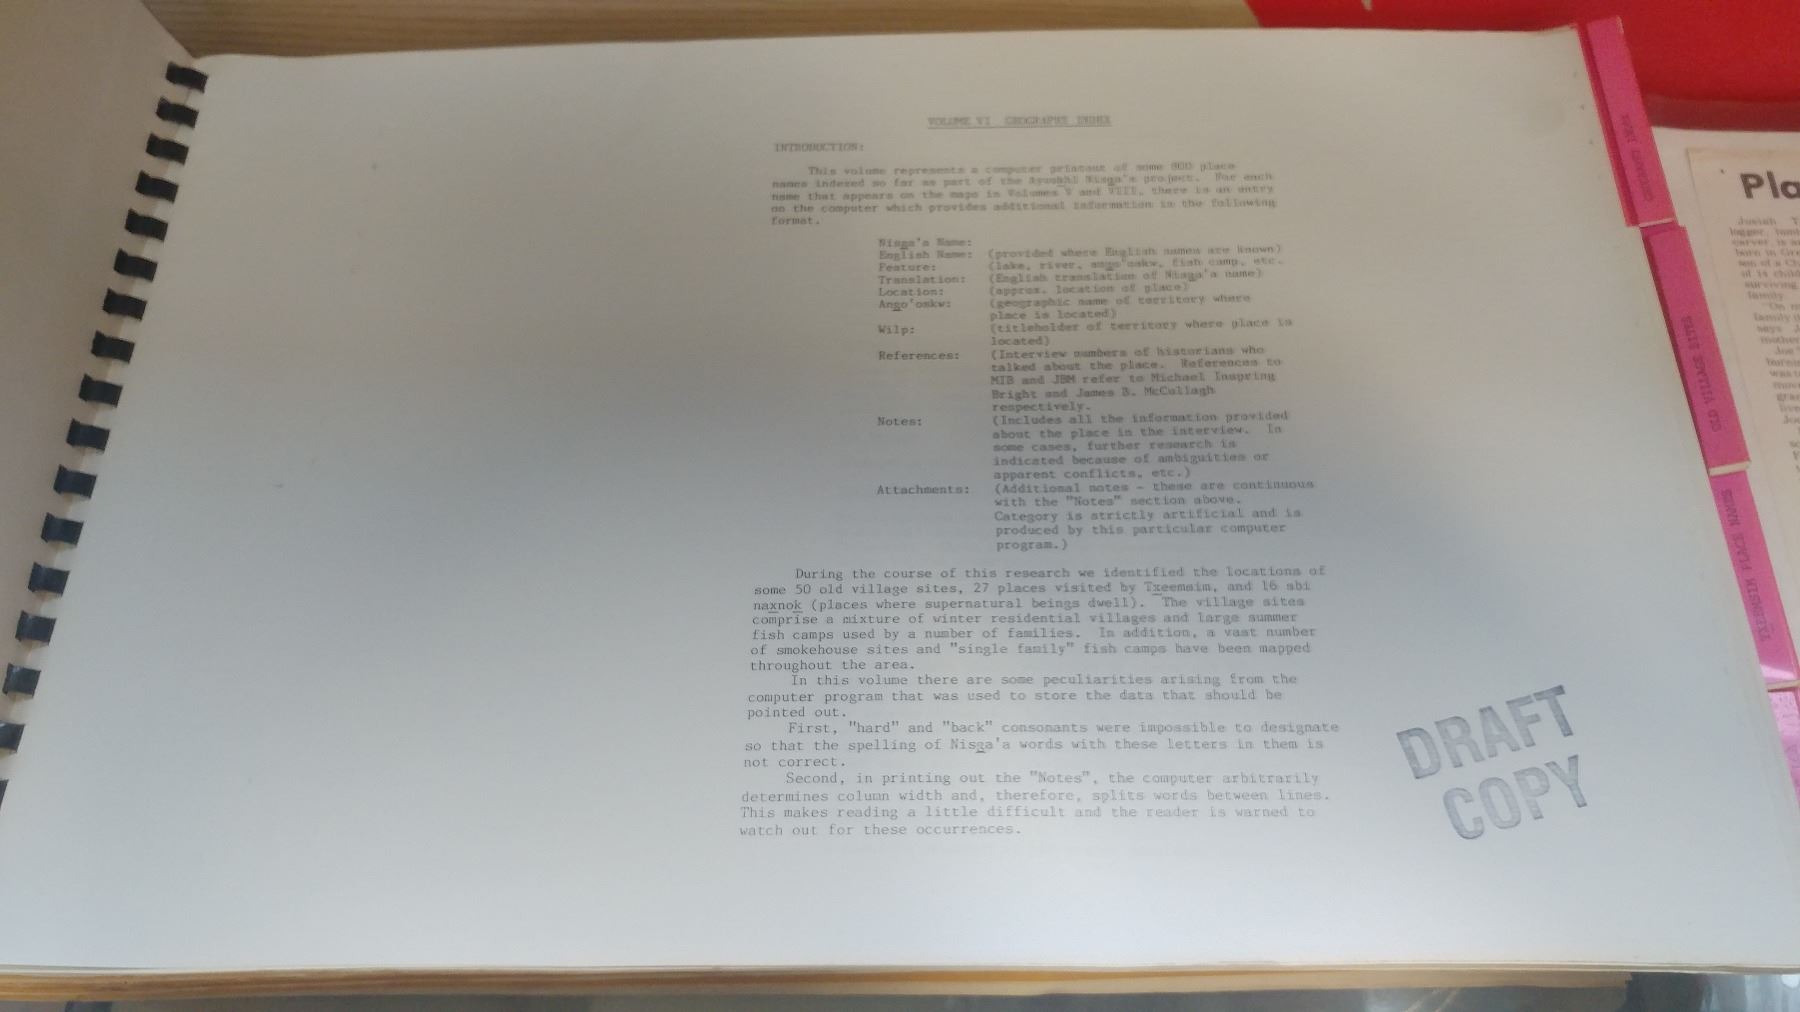 VOLUME VI GEOGRAPHY INDEX
INTRODUCTION:
This volume represents a computer printout of some 800 place
names indexed so far as part of the Ayuukhl Nisga'a project. For each
name that appears on the maps in Volumes V and VIII, there is an entry
on the computer which provides additional information in the following
format.
Nisga'a Name:
English Name: (provided where English names are known)
Feature: (lake, river, ango'oskw, fish camp, etc.
Translation: (English translation of Nisga'a name)
Location: (approx. location of place)
Ango'oskw: (geographic name of territory where
place is located)
Wilp: (titleholder of territory where place is
located)
References: (Interview numbers of historians who
talked about the place. References to
MIB and JBM refer to Michael Inspring
Bright and James B. McCullagh
respectively.
Notes: (Includes all the information provided
about the place in the interview. In
some cases, further research is
indicated because of ambiguities or
apparent conflicts, etc.)
Attachments: (Additional notes - these are continuous
with the "Notes" section above.
Category is strictly artificial and is
produced by this particular computer
program.)
During the course of this research we identified the locations of
some 50 old village sites, 27 places visited by Txeemsim, and 16 sbi
naxnok (places where supernatural beings dwell). The village sites
comprise a mixture of winter residential villages and large summer
fish camps used by a number of families. In addition, a vast number
of smokehouse sites and "single family" fish camps have been mapped
throughout the area.
In this volume there are some peculiarities arising from the
computer program that was used to store the data that should be
pointed out.
First, "hard" and "back" consonants were impossible to designate
so that the spelling of Nisga'a words with these letters in them is
not correct.
Second, in printing out the "Notes", the computer arbitrarily
determines column width and, therefore, splits words between lines.
This makes reading a little difficult and the reader is warned to
watch out for these occurrences.
DRAFT
COPY
OLD VILLAGE SITES
TXEEMSIM PLACE NAMES
Pla